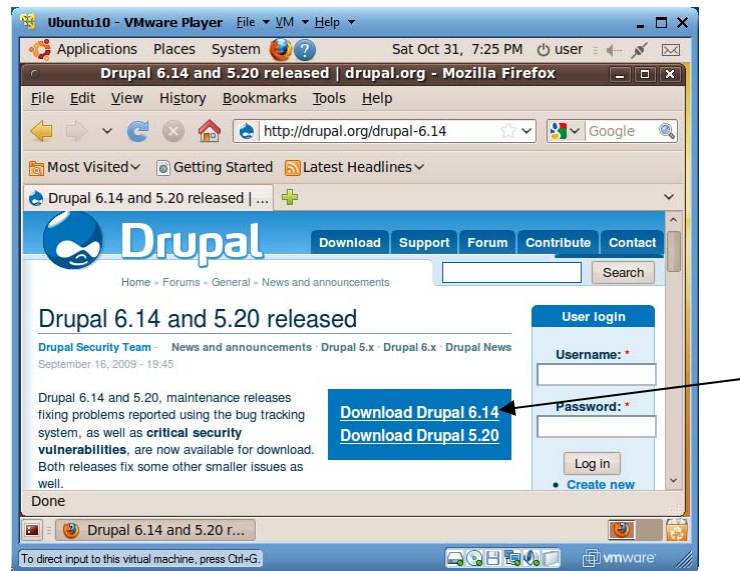 Ubuntu10 - VMware Player File ▾ VM ▾ Help ▾
Applications Places System Sat Oct 31, 7:25 PM user
Drupal 6.14 and 5.20 released | drupal.org - Mozilla Firefox
File Edit View History Bookmarks Tools Help
http://drupal.org/drupal-6.14 Google
Most Visited Getting Started Latest Headlines
Drupal 6.14 and 5.20 released | ...
Drupal
Download Support Forum Contribute Contact
Home » Forums » General » News and announcements
Search
Drupal 6.14 and 5.20 released
Drupal Security Team - News and announcements · Drupal 5.x · Drupal 6.x · Drupal News
September 16, 2009 - 19:45
Drupal 6.14 and 5.20, maintenance releases
fixing problems reported using the bug tracking
system, as well as critical security
vulnerabilities, are now available for download.
Both releases fix some other smaller issues as
well.
Download Drupal 6.14
Download Drupal 5.20
User login
Username: *
Password: *
Log in
• Create new
Done
Drupal 6.14 and 5.20 r...
To direct input to this virtual machine, press Ctrl+G.
vmware